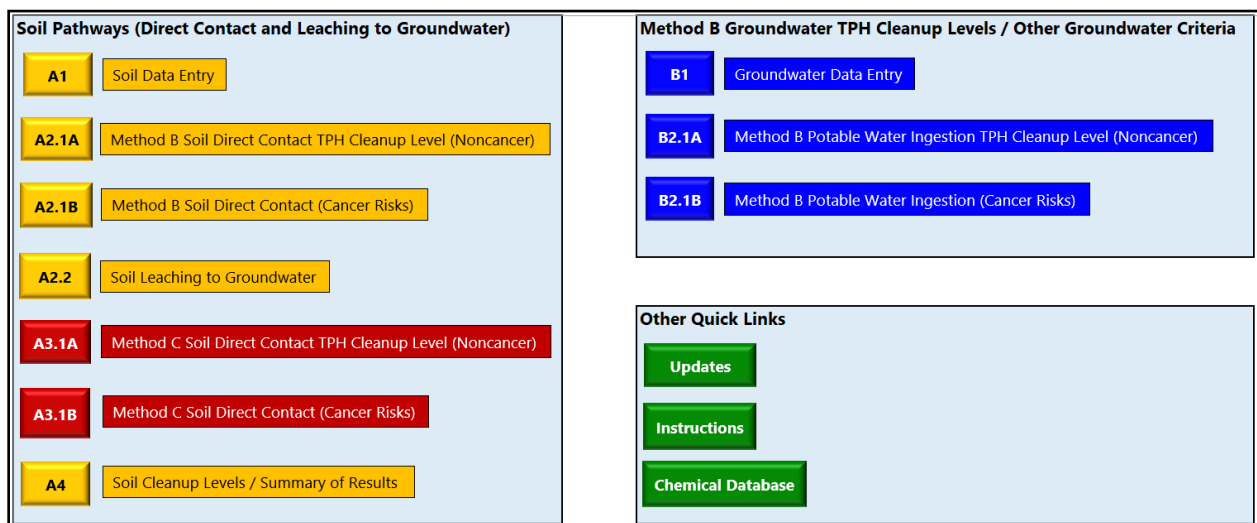 Soil Pathways (Direct Contact and Leaching to Groundwater)
A1 Soil Data Entry
A2.1A Method B Soil Direct Contact TPH Cleanup Level (Noncancer)
A2.1B Method B Soil Direct Contact (Cancer Risks)
A2.2 Soil Leaching to Groundwater
A3.1A Method C Soil Direct Contact TPH Cleanup Level (Noncancer)
A3.1B Method C Soil Direct Contact (Cancer Risks)
A4 Soil Cleanup Levels / Summary of Results
Method B Groundwater TPH Cleanup Levels / Other Groundwater Criteria
B1 Groundwater Data Entry
B2.1A Method B Potable Water Ingestion TPH Cleanup Level (Noncancer)
B2.1B Method B Potable Water Ingestion (Cancer Risks)
Other Quick Links
Updates
Instructions
Chemical Database